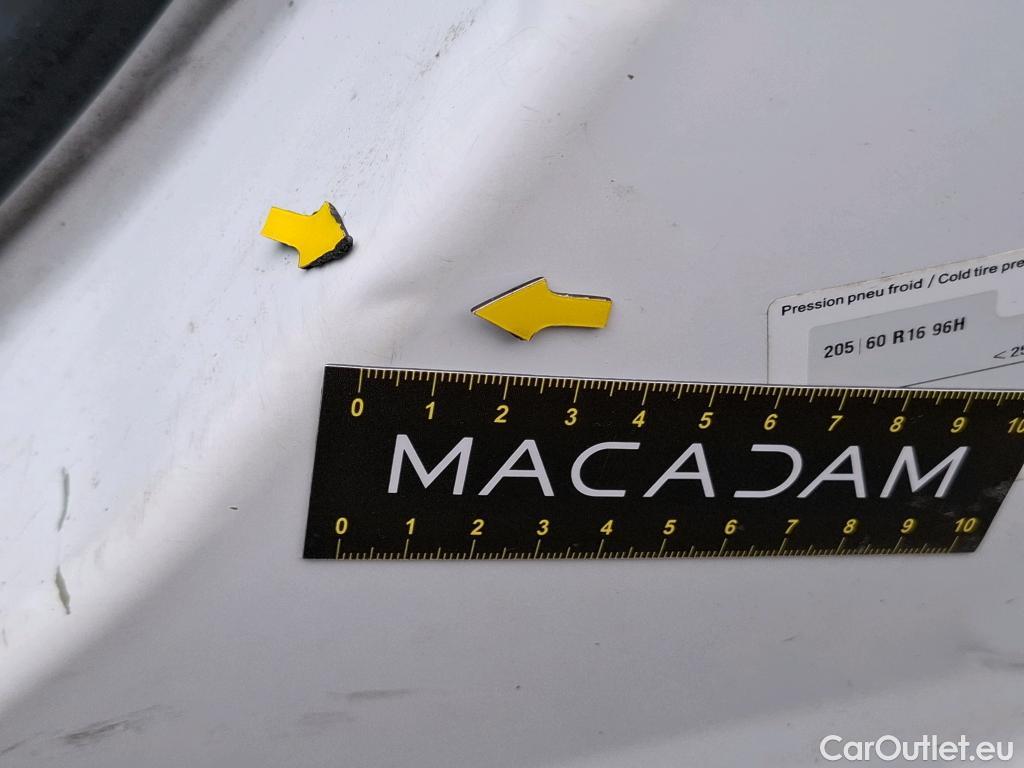 Pression pneu froid / Cold tire pre
205 | 60 R16 96H
< 25
0 1 2 3 4 5 6 7 8 9 10
MACADAM
0 1 2 3 4 5 6 7 8 9 10
CarOutlet.eu